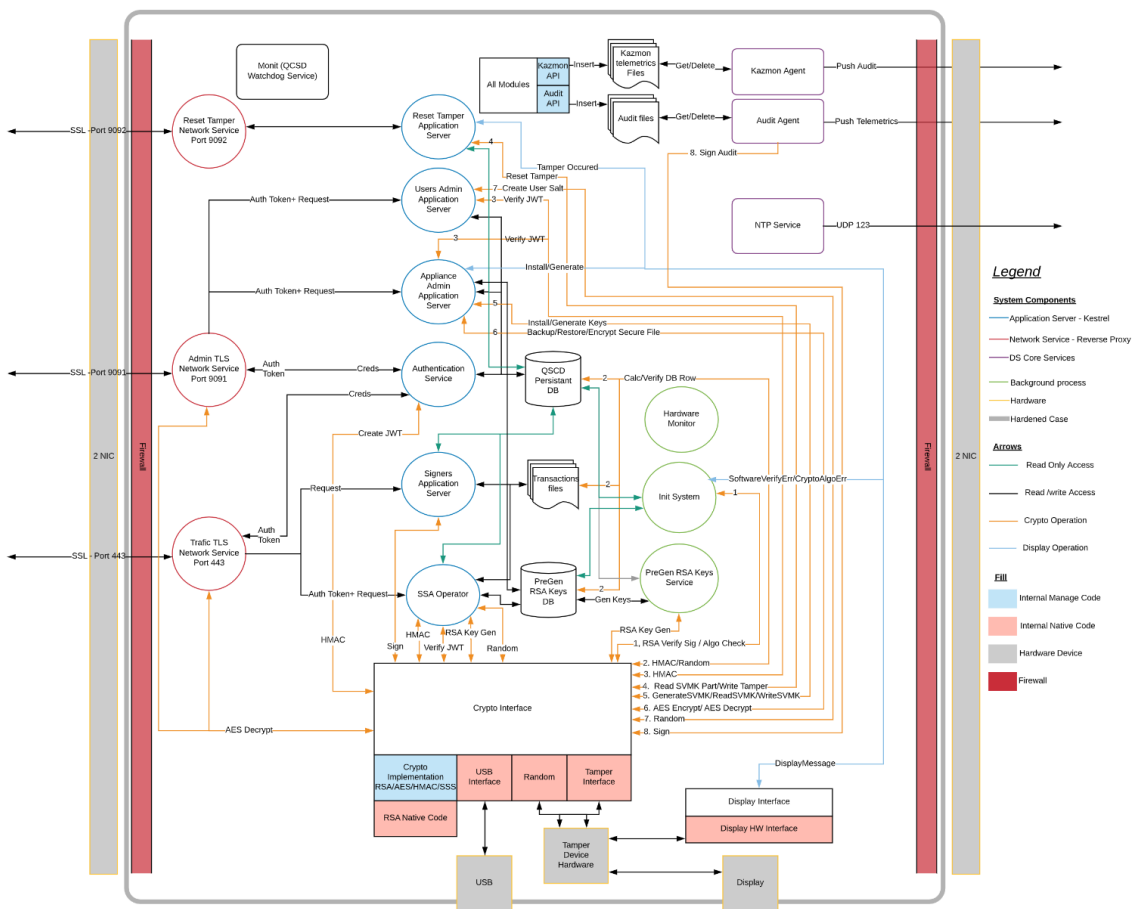 Monit (QCSD
Watchdog Service)
All Modules
Kazmon
API
Audit
API
Insert
Insert
Kazmon
telemetrics
Files
Audit files
Get/Delete
Get/Delete
Kazmon Agent
Audit Agent
Push Audit
Push Telemetrics
8. Sign Audit
SSL -Port 9092
Reset Tamper
Network Service
Port 9092
Reset Tamper
Application
Server
4
Tamper Occured
Reset Tamper
Users Admin
Application
Server
7
Create User Salt
3
Verify JWT
Auth Token+ Request
NTP Service
UDP 123
3
Verify JWT
Appliance
Admin
Application
Server
Install/Generate
Auth Token+ Request
5
Install/Generate Keys
6
Backup/Restore/Encrypt Secure File
SSL -Port 9091
Admin TLS
Network Service
Port 9091
Auth
Token
Creds
Authentication
Service
Creds
QSCD
Persistant
DB
2
Calc/Verify DB Row
Hardware
Monitor
Create JWT
Firewall
2 NIC
Firewall
2 NIC
Signers
Application
Server
Transactions
files
2
Request
SoftwareVerifyErr/CryptoAlgoErr
1
Init System
SSL - Port 443
Trafic TLS
Network Service
Port 443
Auth
Token
Auth Token+ Request
SSA Operator
PreGen
RSA Keys
DB
2
Gen Keys
PreGen RSA Keys
Service
HMAC
Sign
HMAC
Verify JWT
RSA Key Gen
Random
RSA Key Gen
1, RSA Verify Sig / Algo Check
2. HMAC/Random
3. HMAC
4. Read SVMK Part/Write Tamper
5. GenerateSVMK/ReadSVMK/WriteSVMK
6. AES Encrypt/ AES Decrypt
7. Random
8. Sign
Crypto Interface
AES Decrypt
Crypto
Implementation
RSA/AES/HMAC/SSS
USB
Interface
Random
Tamper
Interface
RSA Native Code
DisplayMessage
Display Interface
Display HW Interface
Tamper
Device
Hardware
USB
Display
Legend
System Components
Application Server - Kestrel
Network Service - Reverse Proxy
DS Core Services
Background process
Hardware
Hardened Case
Arrows
Read Only Access
Read /write Access
Crypto Operation
Display Operation
Fill
Internal Manage Code
Internal Native Code
Hardware Device
Firewall